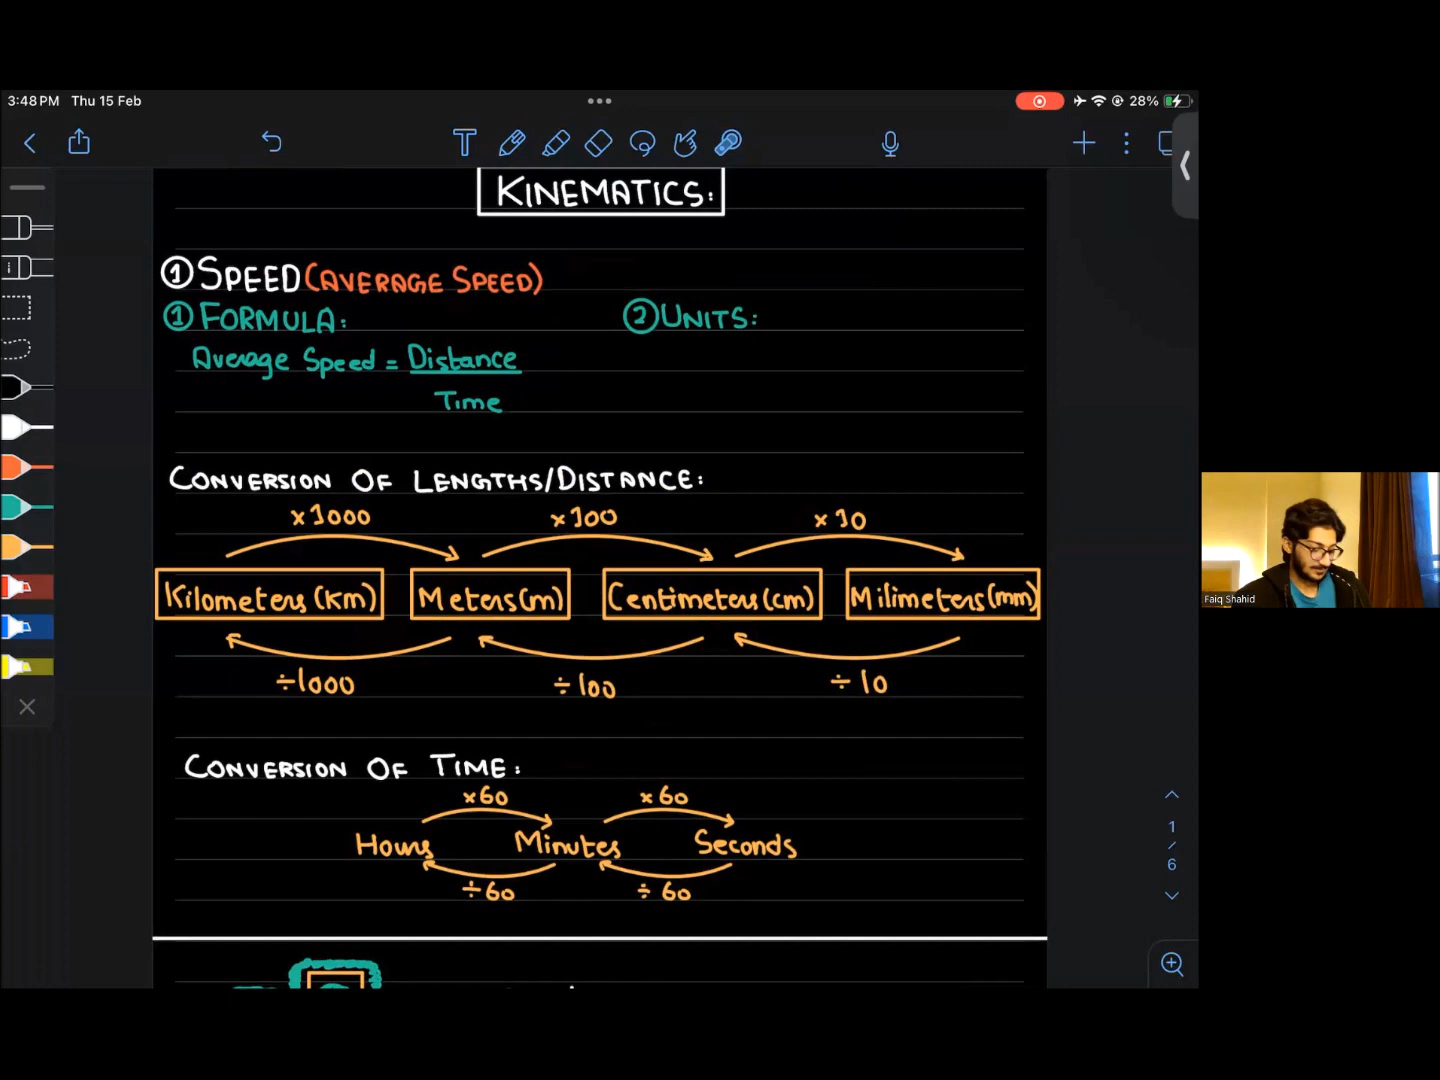 3:48 PM Thu 15 Feb
28%
KINEMATICS:
① SPEED (AVERAGE SPEED)
① FORMULA:
② UNITS:
Average Speed = Distance
Time
CONVERSION OF LENGTHS/DISTANCE:
×1000 ×100 ×10
Kilometers (km) Meters (m) Centimeters (cm) Milimeters (mm)
÷1000 ÷100 ÷10
CONVERSION OF TIME:
×60 ×60
Hours Minutes Seconds
÷60 ÷60
1
/
6
Faiq Shahid